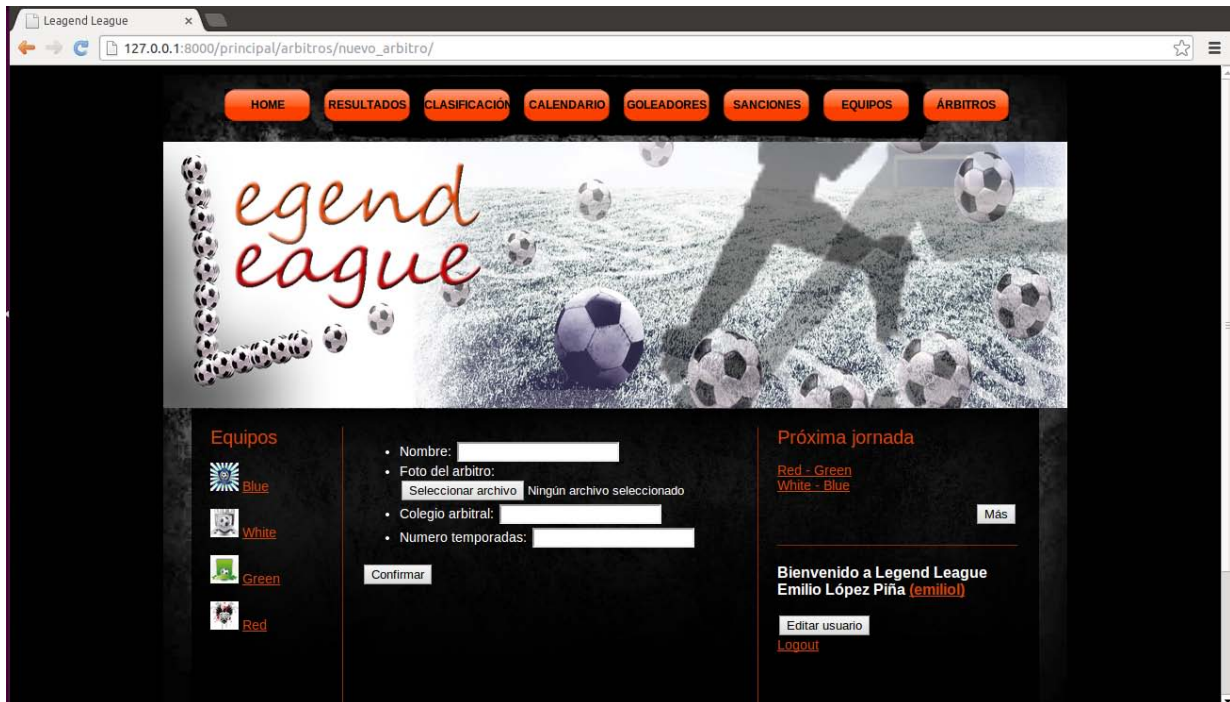 Leagend League
127.0.0.1:8000/principal/arbitros/nuevo_arbitro/
HOME RESULTADOS CLASIFICACIÓN CALENDARIO GOLEADORES SANCIONES EQUIPOS ÁRBITROS
Legend
League
Equipos
Blue
White
Green
Red
Nombre:
Foto del arbitro:
Seleccionar archivo Ningún archivo seleccionado
Colegio arbitral:
Numero temporadas:
Confirmar
Próxima jornada
Red - Green
White - Blue
Más
Bienvenido a Legend League
Emilio López Piña (emiliol)
Editar usuario
Logout